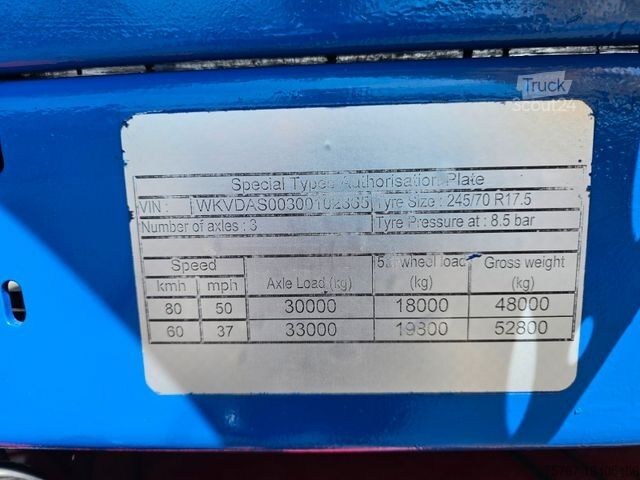 Truck
scout24
Special Types Authorisation Plate
VIN : WKVDAS00300102365 Tyre Size : 245/70 R17.5
Number of axles : 3 Tyre Pressure at : 8.5 bar
Speed Axle Load (kg) 5th wheel load (kg) Gross weight (kg)
kmh mph
80 50 30000 18000 48000
60 37 33000 19800 52800